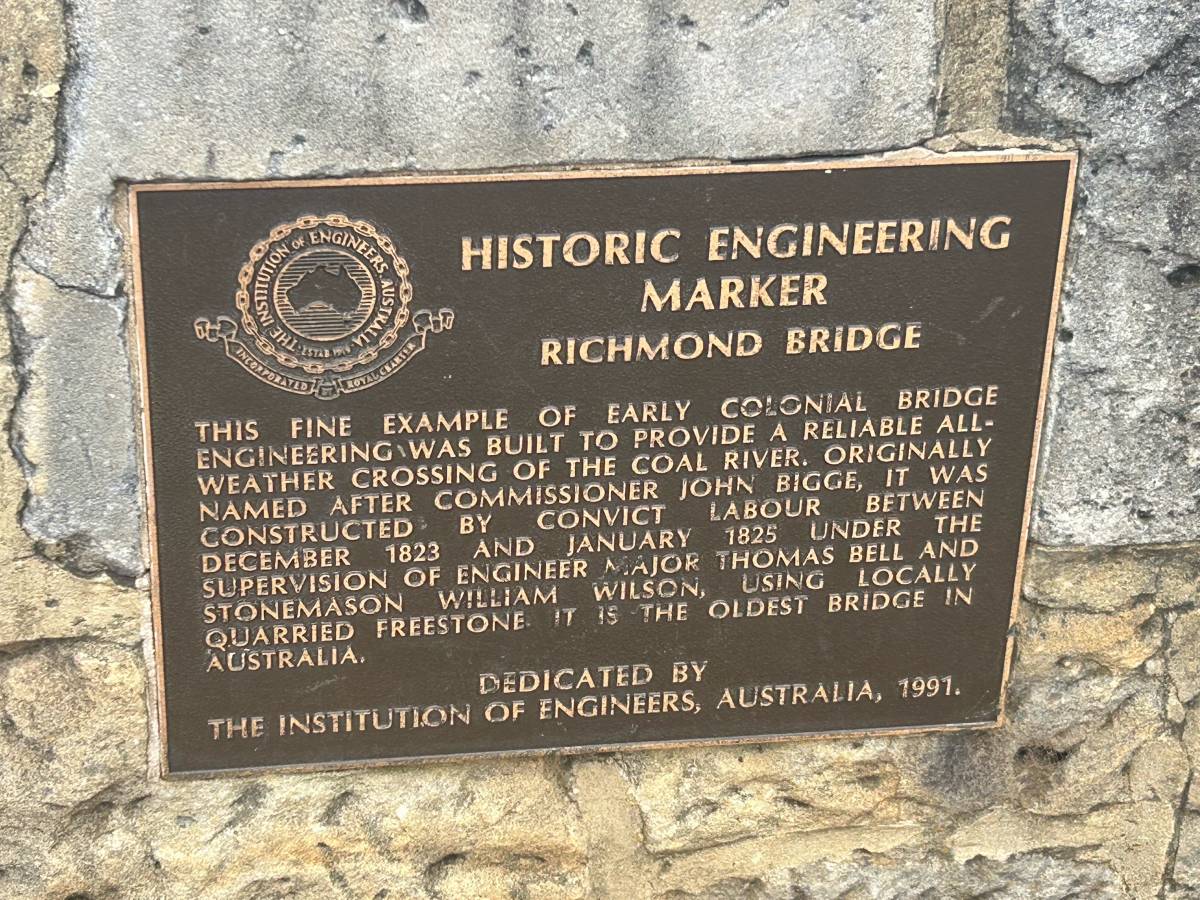 THE INSTITUTION OF ENGINEERS, AUSTRALIA
ESTAB 1919
INCORPORATED BY ROYAL CHARTER
HISTORIC ENGINEERING
MARKER
RICHMOND BRIDGE
THIS FINE EXAMPLE OF EARLY COLONIAL BRIDGE
ENGINEERING WAS BUILT TO PROVIDE A RELIABLE ALL-
WEATHER CROSSING OF THE COAL RIVER. ORIGINALLY
NAMED AFTER COMMISSIONER JOHN BIGGE, IT WAS
CONSTRUCTED BY CONVICT LABOUR BETWEEN
DECEMBER 1823 AND JANUARY 1825 UNDER THE
SUPERVISION OF ENGINEER MAJOR THOMAS BELL AND
STONEMASON WILLIAM WILSON, USING LOCALLY
QUARRIED FREESTONE. IT IS THE OLDEST BRIDGE IN
AUSTRALIA.
DEDICATED BY
THE INSTITUTION OF ENGINEERS, AUSTRALIA, 1991.